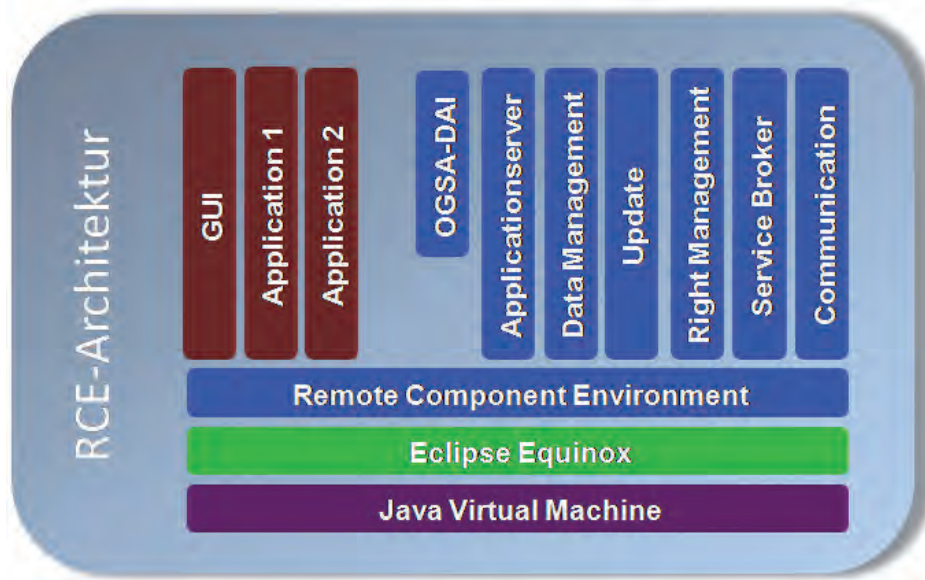 RCE-Architektur
GUI
Application 1
Application 2
OGSA-DAI
Applicationserver
Data Management
Update
Right Management
Service Broker
Communication
Remote Component Environment
Eclipse Equinox
Java Virtual Machine